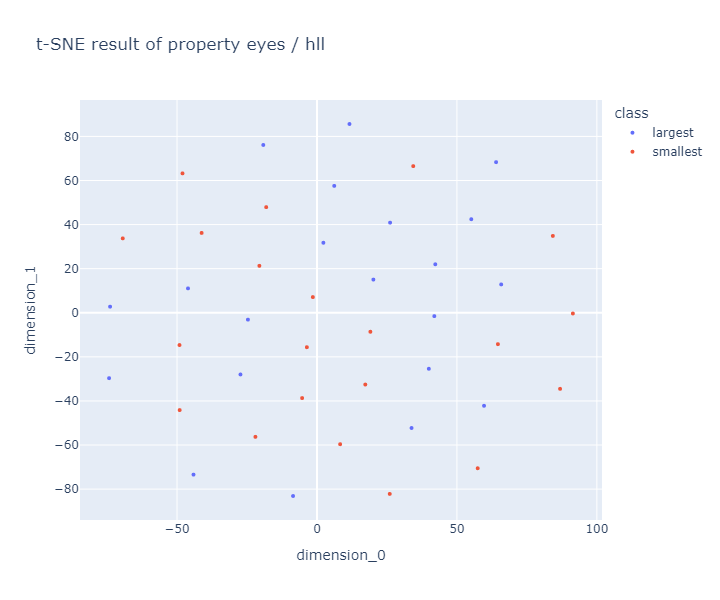 t-SNE result of property eyes / hll
class
largest
smallest
80
60
40
20
0
−20
−40
−60
−80
dimension_1
−50
0
50
100
dimension_0